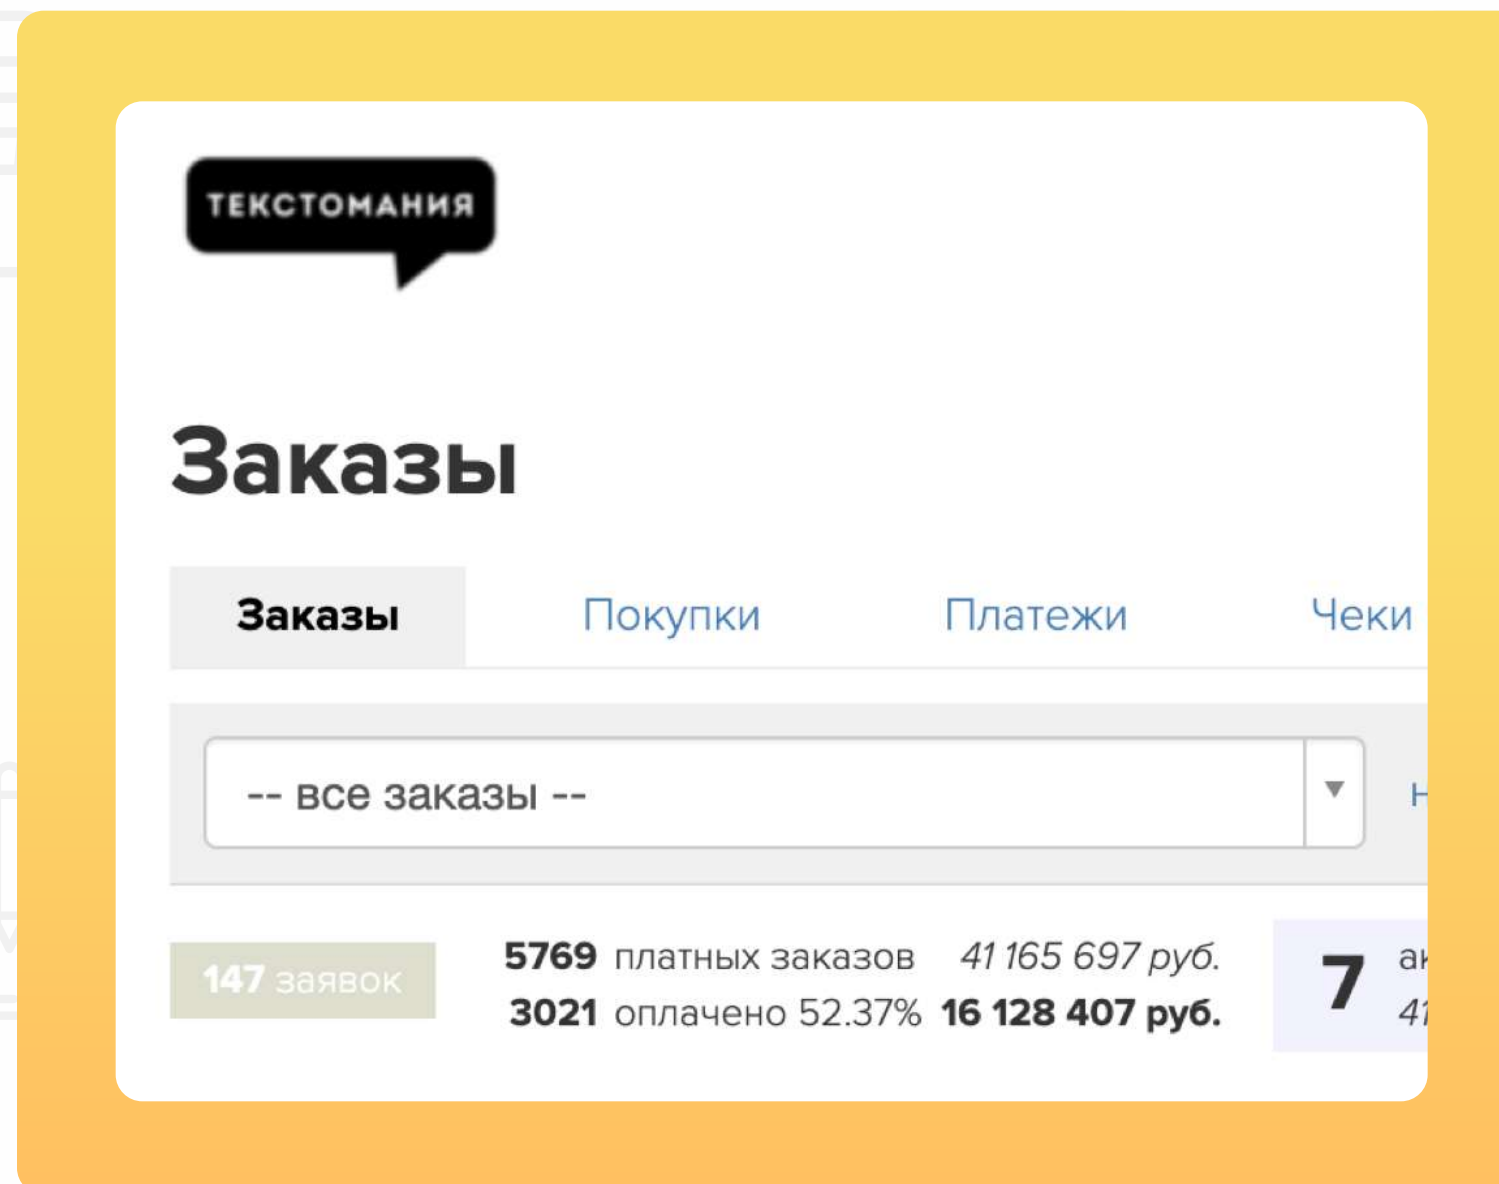 ТЕКСТОМАНИЯ
Заказы
Заказы Покупки Платежи Чеки
-- все заказы --
147 заявок
5769 платных заказов 41 165 697 руб.
3021 оплачено 52.37% 16 128 407 руб.
7